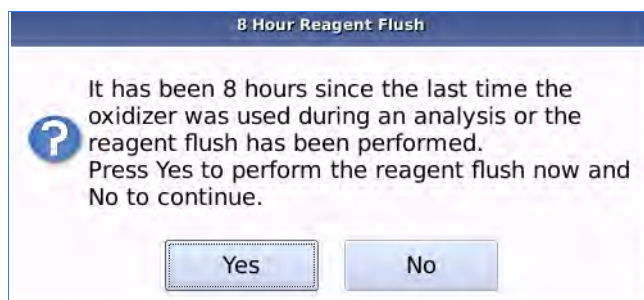 8 Hour Reagent Flush
It has been 8 hours since the last time the
oxidizer was used during an analysis or the
reagent flush has been performed.
Press Yes to perform the reagent flush now and
No to continue.
Yes
No